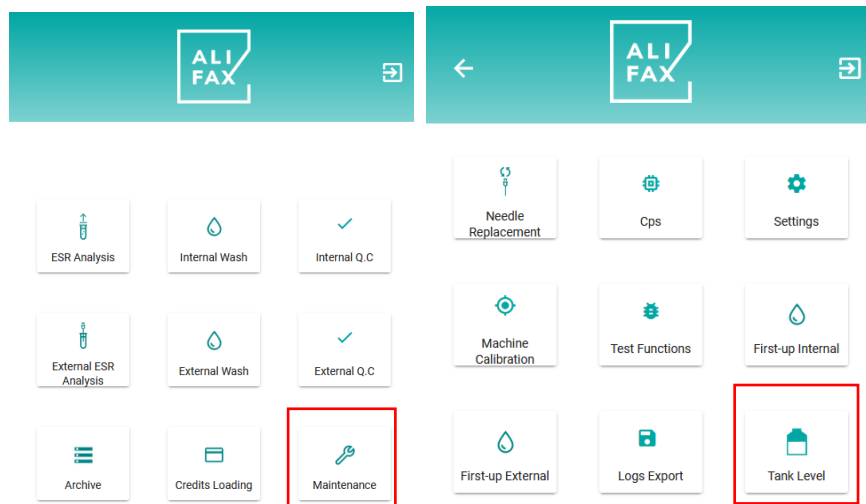 ALI
FAX
ESR Analysis
Internal Wash
Internal Q.C
External ESR
Analysis
External Wash
External Q.C
Archive
Credits Loading
Maintenance
ALI
FAX
Needle
Replacement
Cps
Settings
Machine
Calibration
Test Functions
First-up Internal
First-up External
Logs Export
Tank Level